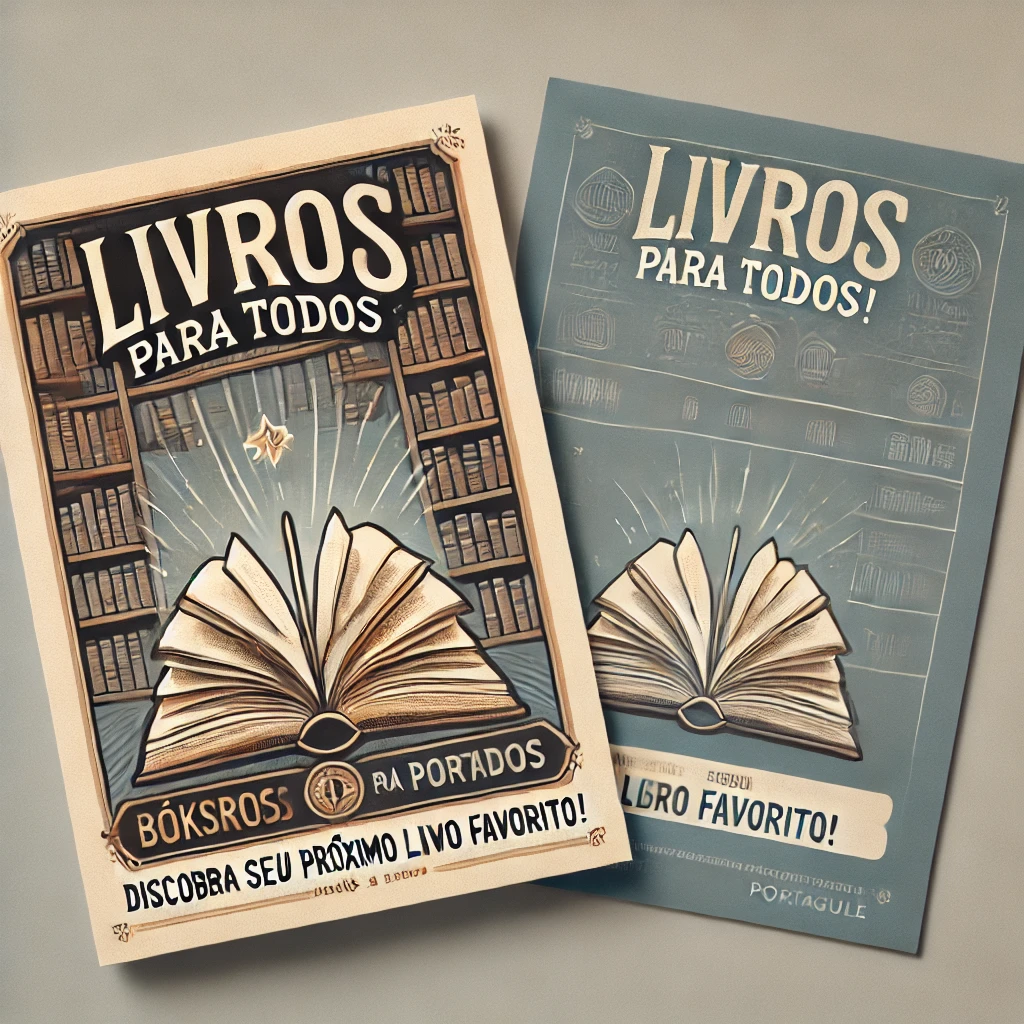 LIVROS
PARA TODOS
BÓKSROSS PA PORTADOS
DISCOBRA SEU PRÓXIMO LIVO FAVORITO!
LIVROS
PARA TODOS!
LBRO FAVORITO!
PORTAGULE